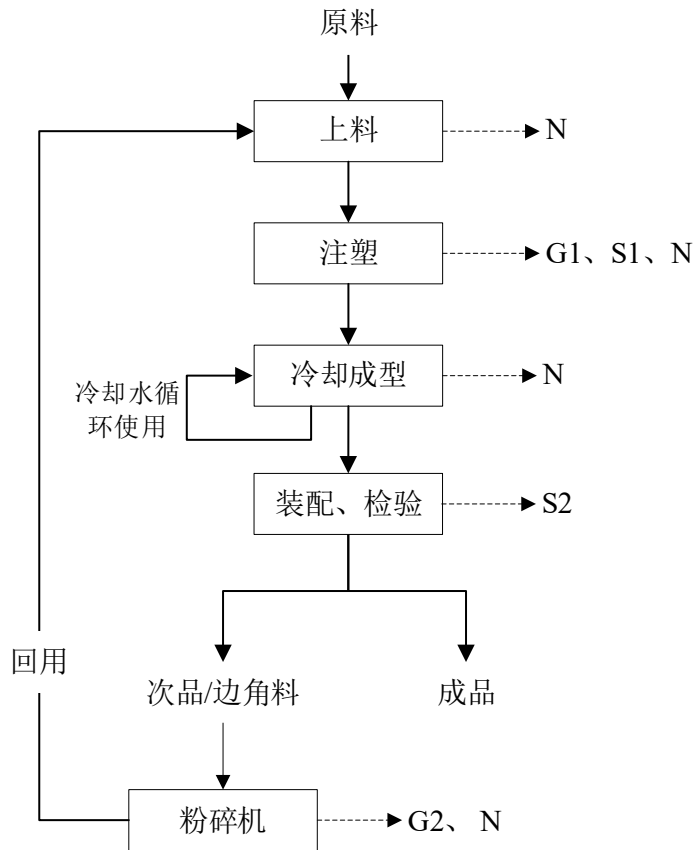 原料
上料
N
注塑
G1、S1、N
冷却成型
N
冷却水循
环使用
装配、检验
S2
回用
次品/边角料
成品
粉碎机
G2、 N